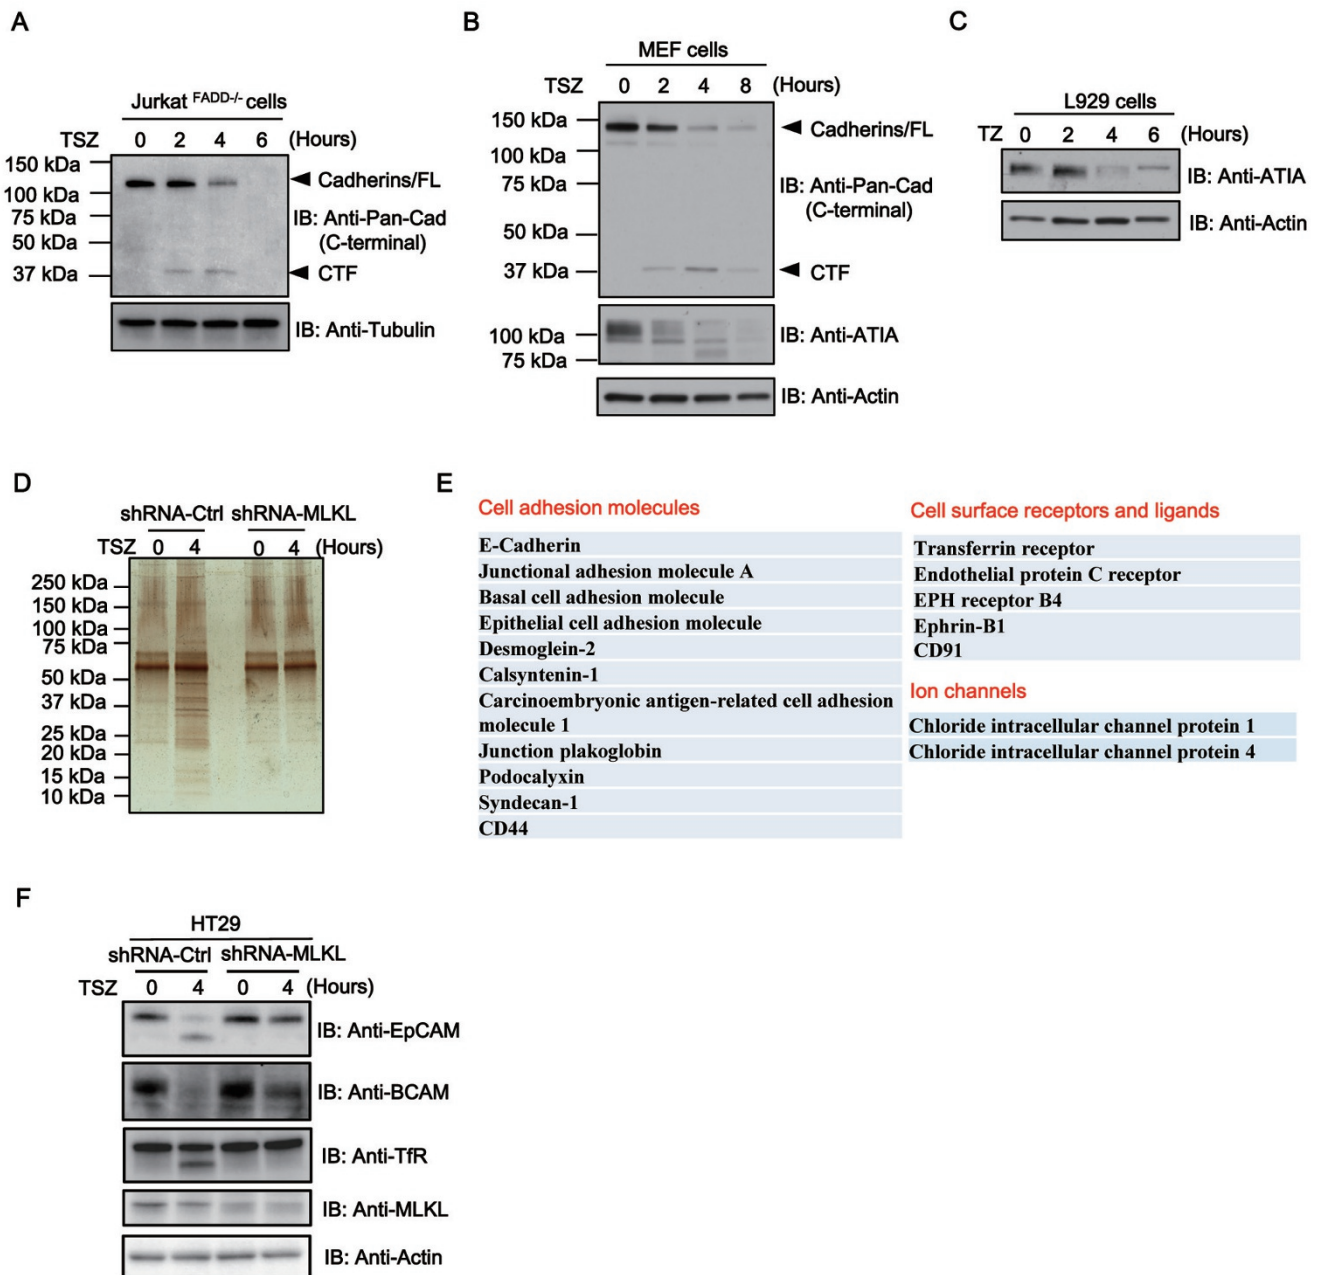 A
Jurkat FADD-/- cells
TSZ 0 2 4 6 (Hours)
150 kDa
100 kDa
75 kDa
50 kDa
37 kDa
Cadherins/FL
IB: Anti-Pan-Cad
(C-terminal)
CTF
IB: Anti-Tubulin
B
MEF cells
TSZ 0 2 4 8 (Hours)
150 kDa
100 kDa
75 kDa
50 kDa
37 kDa
Cadherins/FL
IB: Anti-Pan-Cad
(C-terminal)
CTF
100 kDa
75 kDa
IB: Anti-ATIA
IB: Anti-Actin
C
L929 cells
TZ 0 2 4 6 (Hours)
IB: Anti-ATIA
IB: Anti-Actin
D
shRNA-Ctrl shRNA-MLKL
TSZ 0 4 0 4 (Hours)
250 kDa
150 kDa
100 kDa
75 kDa
50 kDa
37 kDa
25 kDa
20 kDa
15 kDa
10 kDa
E
Cell adhesion molecules
E-Cadherin
Junctional adhesion molecule A
Basal cell adhesion molecule
Epithelial cell adhesion molecule
Desmoglein-2
Calsyntenin-1
Carcinoembryonic antigen-related cell adhesion
molecule 1
Junction plakoglobin
Podocalyxin
Syndecan-1
CD44
Cell surface receptors and ligands
Transferrin receptor
Endothelial protein C receptor
EPH receptor B4
Ephrin-B1
CD91
Ion channels
Chloride intracellular channel protein 1
Chloride intracellular channel protein 4
F
HT29
shRNA-Ctrl shRNA-MLKL
TSZ 0 4 0 4 (Hours)
IB: Anti-EpCAM
IB: Anti-BCAM
IB: Anti-TfR
IB: Anti-MLKL
IB: Anti-Actin